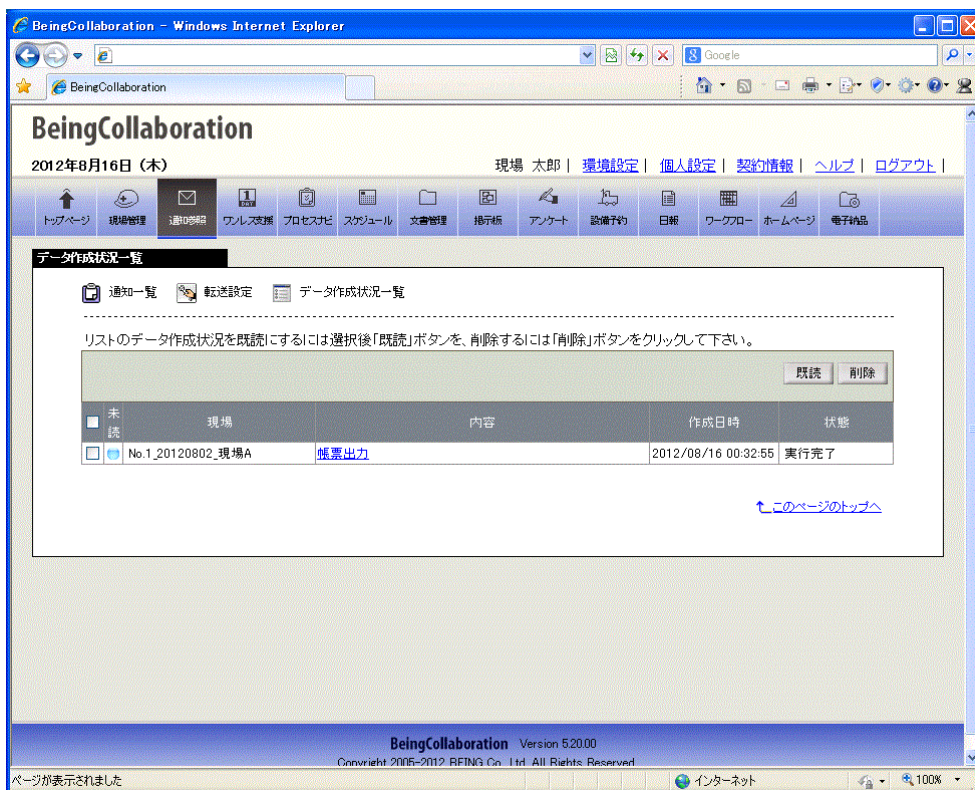 BeingCollaboration - Windows Internet Explorer
Google
BeingCollaboration
BeingCollaboration
2012年8月16日 (木)
現場 太郎 | 環境設定 | 個人設定 | 契約情報 | ヘルプ | ログアウト |
トップページ 現場管理 通知参照 ワンレス支援 プロセスナビ スケジュール 文書管理 掲示板 アンケート 設備予約 日報 ワークフロー ホームページ 電子納品
データ作成状況一覧
通知一覧 転送設定 データ作成状況一覧
リストのデータ作成状況を既読にするには選択後「既読」ボタンを、削除するには「削除」ボタンをクリックして下さい。
既読 削除
未読 現場 内容 作成日時 状態
No.1_20120802_現場A 帳票出力 2012/08/16 00:32:55 実行完了
↑ このページのトップへ
BeingCollaboration Version 5.20.00
Copyright 2005-2012 BEING Co., Ltd. All Rights Reserved
ページが表示されました
インターネット
100%